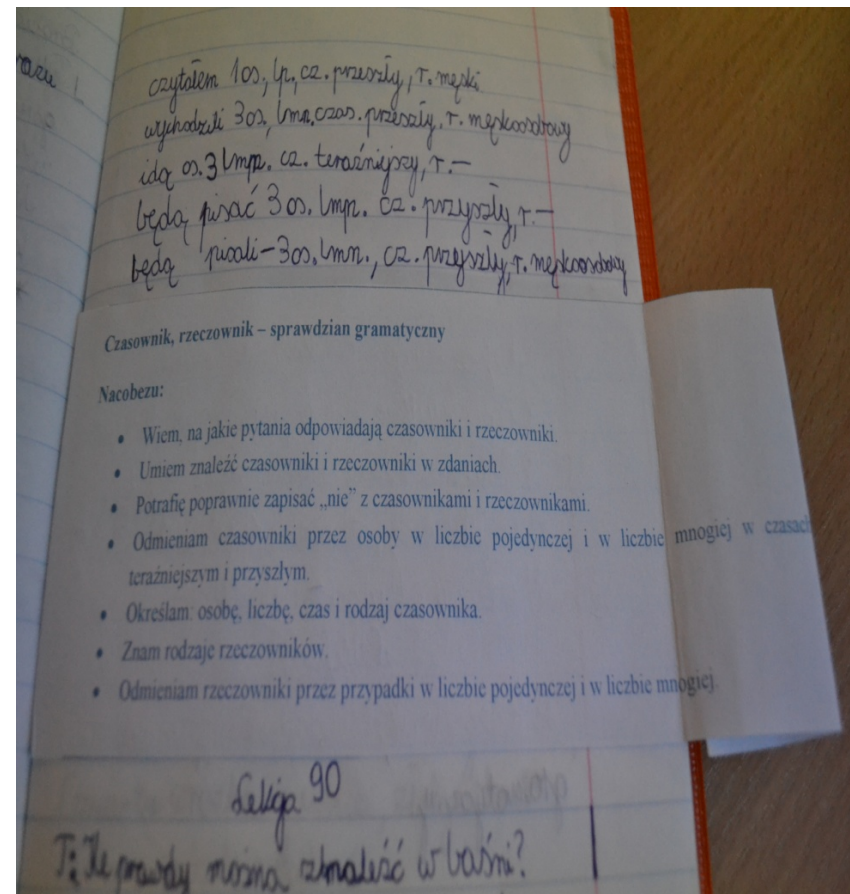 racu
czytałem 1os., lp., cz. przeszły, r. męski
wychodzili 3os, lmn, czas. przeszły, r. męskoosobowy
idą os. 3 lmn. cz. teraźniejszy, r. –
będą pisać 3 os. lmn. cz. przyszły, r –
będą pisali – 3os. lmn., cz. przyszły, r. męskoosobowy
Czasownik, rzeczownik – sprawdzian gramatyczny
Nacobezu:
• Wiem, na jakie pytania odpowiadają czasowniki i rzeczowniki.
• Umiem znaleźć czasowniki i rzeczowniki w zdaniach.
• Potrafię poprawnie zapisać „nie” z czasownikami i rzeczownikami.
• Odmieniam czasowniki przez osoby w liczbie pojedynczej i w liczbie mnogiej w czasach
teraźniejszym i przyszłym.
• Określam: osobę, liczbę, czas i rodzaj czasownika.
• Znam rodzaje rzeczowników.
• Odmieniam rzeczowniki przez przypadki w liczbie pojedynczej i w liczbie mnogiej.
Lekcja 90
T: Ile prawdy można znaleźć w baśni?